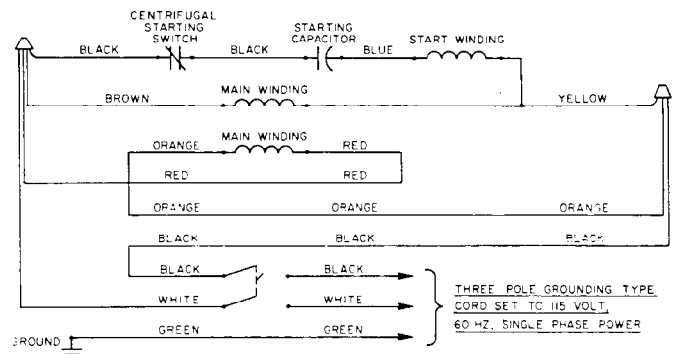 CENTRIFUGAL STARTING SWITCH
STARTING CAPACITOR
START WINDING
BLACK BLACK BLUE
MAIN WINDING
BROWN YELLOW
MAIN WINDING
ORANGE RED
RED RED
ORANGE ORANGE ORANGE
BLACK BLACK BLACK
BLACK BLACK
WHITE WHITE
GROUND GREEN GREEN
THREE POLE GROUNDING TYPE
CORD SET TO 115 VOLT,
60 HZ, SINGLE PHASE POWER